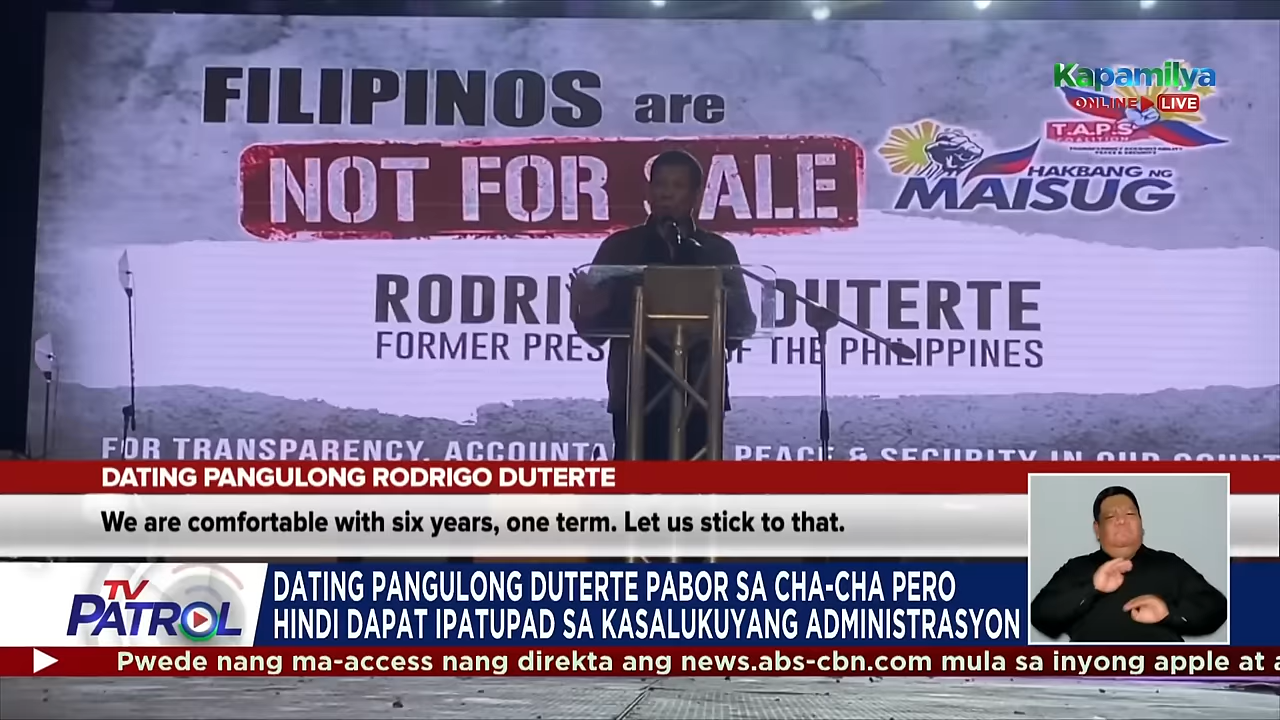 FILIPINOS are
NOT FOR SALE
Kapamilya
ONLINE LIVE
T.A.P.S
HAKBANG NG
MAISUG
RODRI DUTERTE
FORMER PRES OF THE PHILIPPINES
FOR TRANSPARENCY, ACCOUNTA PEACE & SECURITY IN OUR COUNT
DATING PANGULONG RODRIGO DUTERTE
We are comfortable with six years, one term. Let us stick to that.
TV
PATROL
DATING PANGULONG DUTERTE PABOR SA CHA-CHA PERO
HINDI DAPAT IPATUPAD SA KASALUKUYANG ADMINISTRASYON
Pwede nang ma-access nang direkta ang news.abs-cbn.com mula sa inyong apple at a